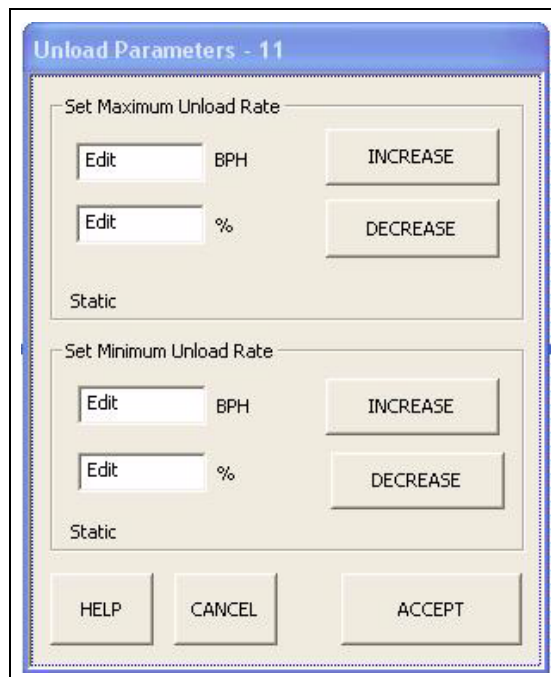 Unload Parameters - 11
Set Maximum Unload Rate
Edit BPH INCREASE
Edit % DECREASE
Static
Set Minimum Unload Rate
Edit BPH INCREASE
Edit % DECREASE
Static
HELP CANCEL ACCEPT